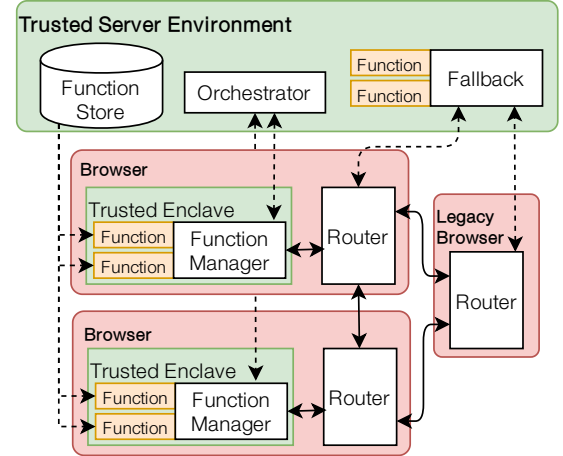 Trusted Server Environment
Function
Store
Orchestrator
Function
Function
Fallback
Browser
Trusted Enclave
Function
Function
Function
Manager
Router
Legacy
Browser
Router
Browser
Trusted Enclave
Function
Function
Function
Manager
Router